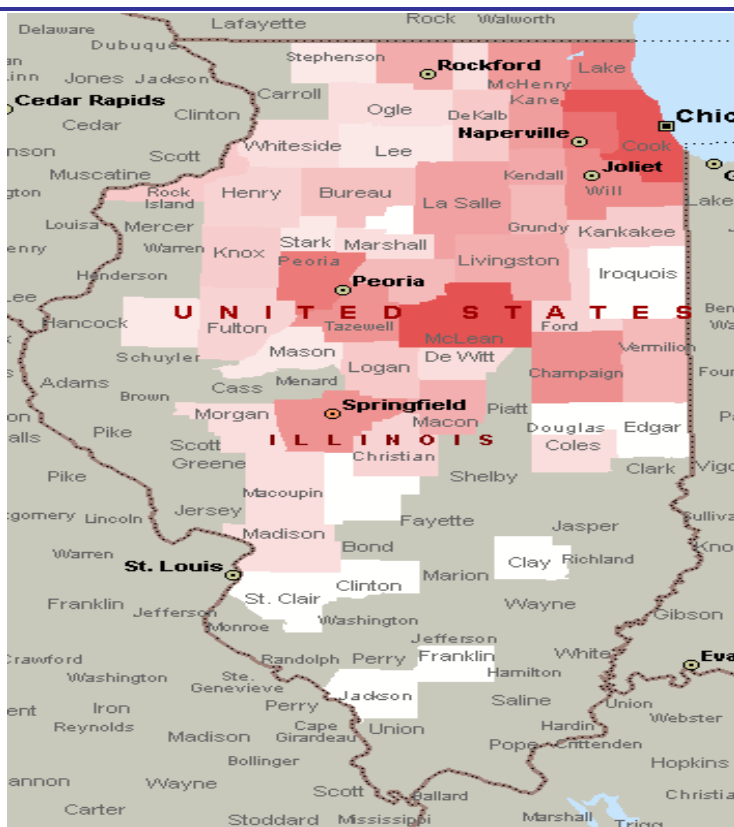 Delaware Lafayette Rock Walworth
Dubuque
Stephenson Rockford Lake
Jones Jackson McHenry
Carroll Kane
Cedar Rapids Clinton Ogle DeKalb Chic
Cedar Naperville Cook
Whiteside Lee
Scott
Muscatine Joliet
Rock Island Henry Bureau Kendall Will
La Salle Lake
Louisa Mercer Grundy Kankakee
Warren Knox Stark Marshall
Peoria Livingston Iroquois
Henderson Peoria
UNITED STATES
Hancock Fulton Tazewell McLean Ford
Schuyler Mason De Witt Vermilion
Logan
Adams Cass Menard Champaign
Brown
Morgan Springfield Piatt
Macon Douglas Edgar
Pike Scott ILLINOIS Coles
Greene Christian Clark
Pike Shelby
Macoupin
Lincoln Jersey Fayette Jasper
Madison
Warren Bond
St. Louis Clay Richland
Clinton Marion
Franklin St. Clair Wayne
Jefferson Washington Gibson
Monroe Jefferson
Crawford Randolph Perry Franklin White Eva
Washington Ste. Genevieve Hamilton
Jackson Saline Union
Iron Perry Webster
Reynolds Cape Girardeau Union Hardin
Madison Pope Crittenden
Bollinger Hopkins
Wayne Christia
Scott Ballard
Carter Marshall
Stoddard Mississippi Trigg